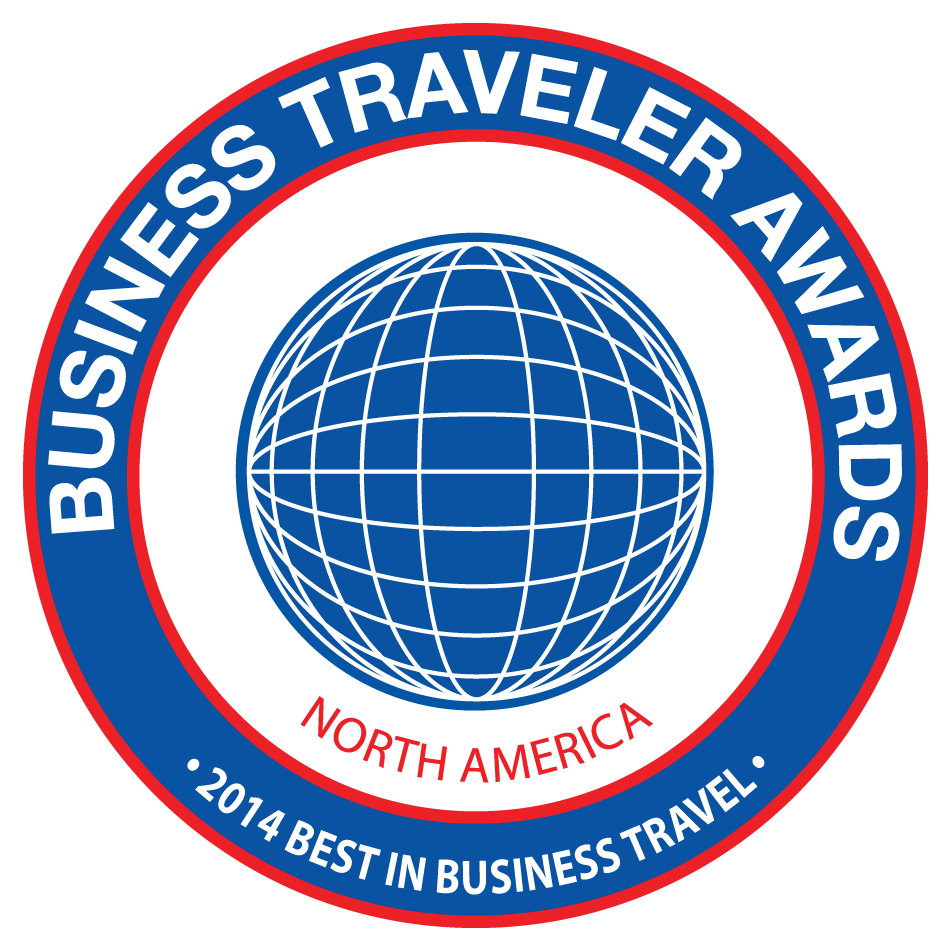 BUSINESS TRAVELER AWARDS
NORTH AMERICA
• 2014 BEST IN BUSINESS TRAVEL •